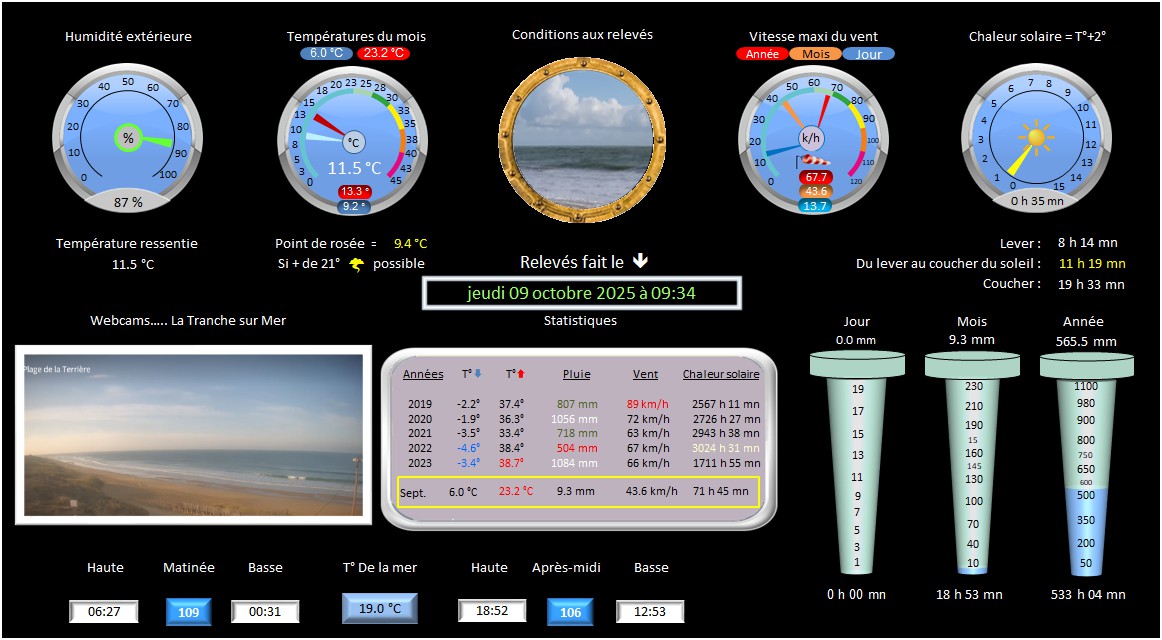 Humidité extérieure
Températures du mois
Conditions aux relevés
Vitesse maxi du vent
Chaleur solaire = T°+2°
6.0 °C 23.2 °C
Année Mois Jour
0 10 20 30 40 50 60 70 80 90 100
%
87 %
0 3 5 8 10 13 15 18 20 23 25 28 30 33 35 38 40 43 45
°C
11.5 °C
13.3 °
9.2 °
0 10 20 30 40 50 60 70 80 90 100 110 120
k/h
67.7
43.6
13.7
0 1 2 3 4 5 6 7 8 9 10 11 12 13 14 15
0 h 35 mn
Température ressentie
11.5 °C
Point de rosée = 9.4 °C
Si + de 21° possible
Relevés fait le
jeudi 09 octobre 2025 à 09:34
Lever : 8 h 14 mn
Du lever au coucher du soleil : 11 h 19 mn
Coucher : 19 h 33 mn
Webcams..... La Tranche sur Mer
Plage de la Terrière
Statistiques
Années T° T° Pluie Vent Chaleur solaire
2019 -2.2° 37.4° 807 mm 89 km/h 2567 h 11 mn
2020 -1.9° 36.3° 1056 mm 72 km/h 2726 h 27 mn
2021 -3.5° 33.4° 718 mm 63 km/h 2943 h 38 mn
2022 -4.6° 38.4° 504 mm 67 km/h 3024 h 31 mn
2023 -3.4° 38.7° 1084 mm 66 km/h 1711 h 55 mn
Sept. 6.0 °C 23.2 °C 9.3 mm 43.6 km/h 71 h 45 mn
Jour Mois Année
0.0 mm 9.3 mm 565.5 mm
19 230 1100
17 210 980
15 190 900
15 800
13 160 750
145 650
11 130 600
9 100 500
7 70 350
5 40 200
3 10 50
1
0 h 00 mn 18 h 53 mn 533 h 04 mn
Haute Matinée Basse T° De la mer Haute Après-midi Basse
06:27 109 00:31 19.0 °C 18:52 106 12:53